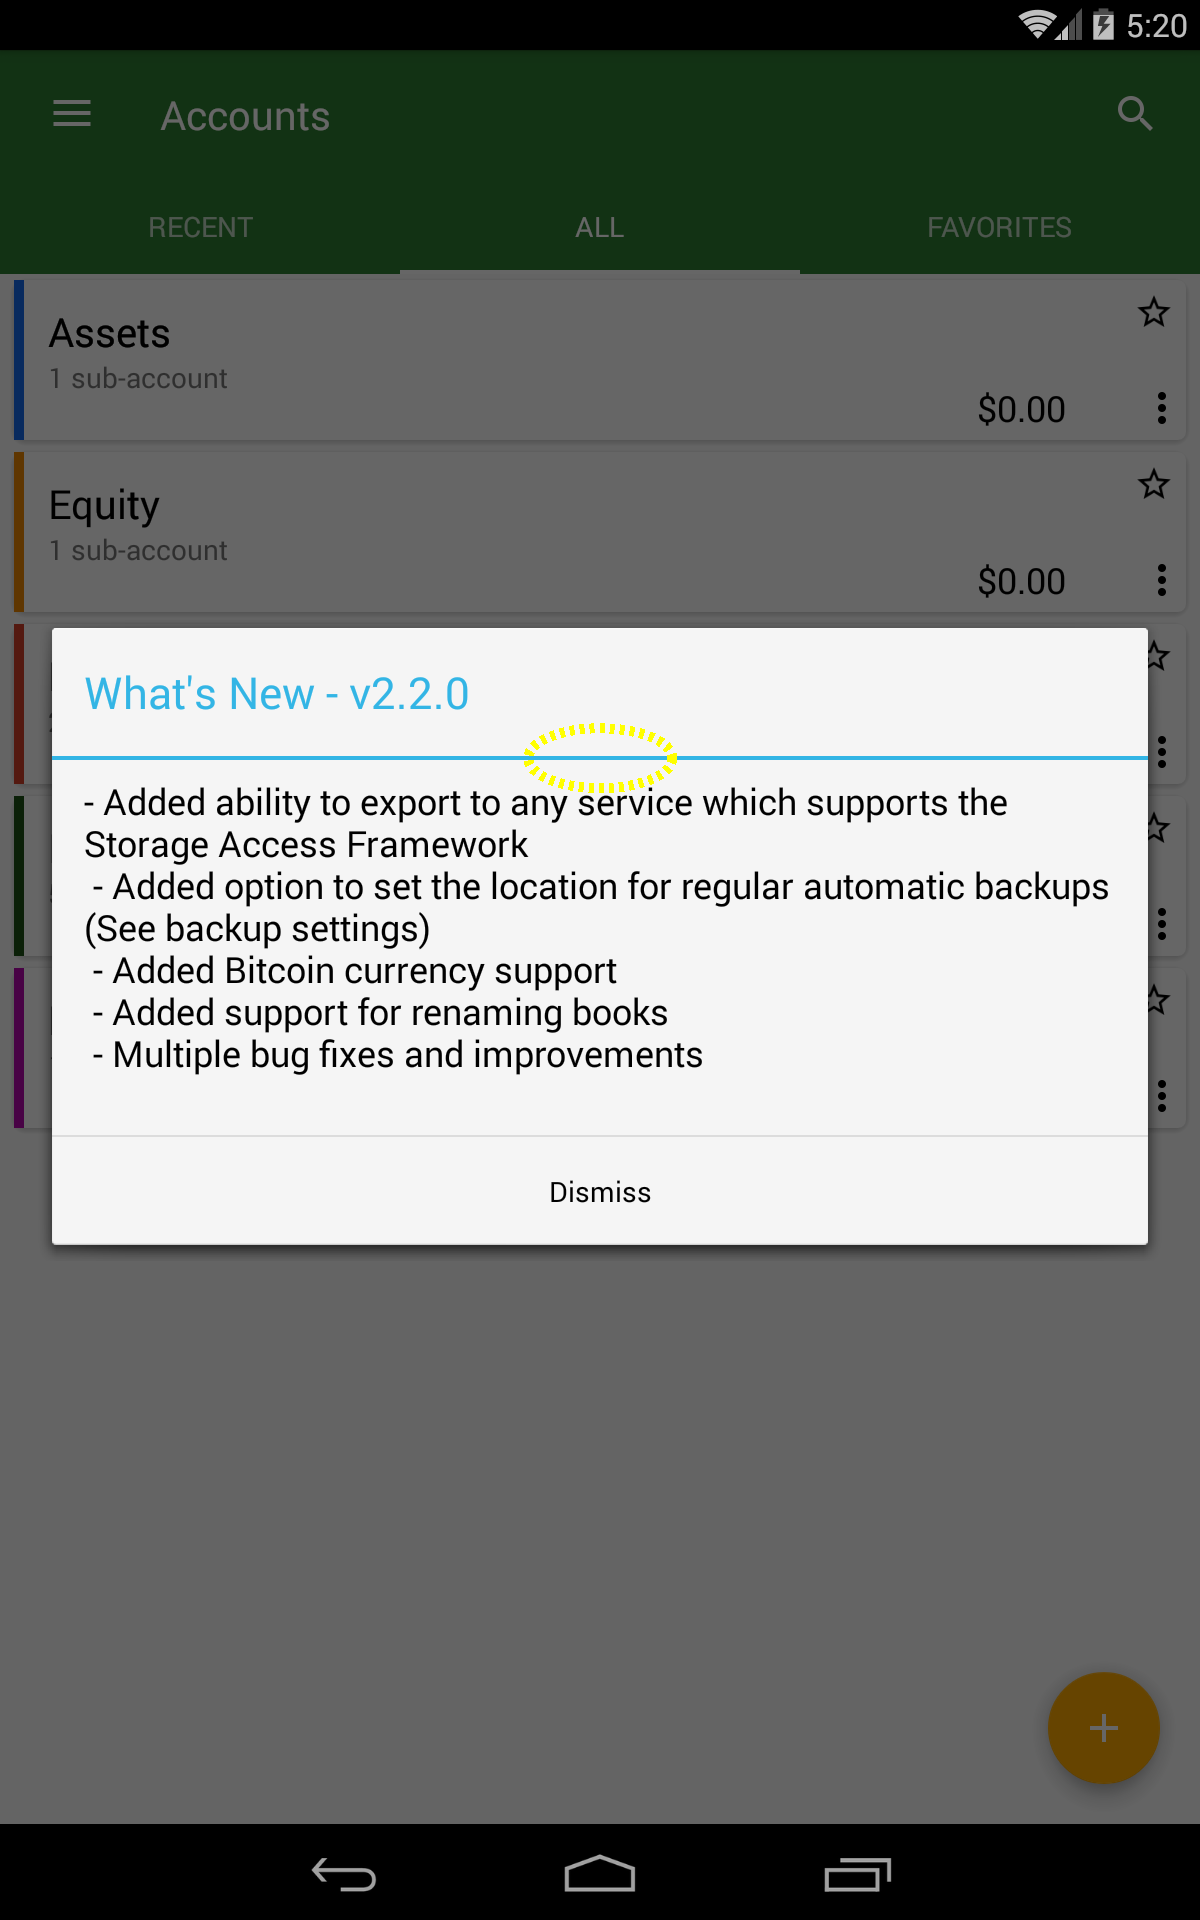 5:20
Accounts
RECENT
ALL
FAVORITES
Assets
1 sub-account
$0.00
Equity
1 sub-account
$0.00
What's New - v2.2.0
- Added ability to export to any service which supports the
Storage Access Framework
- Added option to set the location for regular automatic backups
(See backup settings)
- Added Bitcoin currency support
- Added support for renaming books
- Multiple bug fixes and improvements
Dismiss